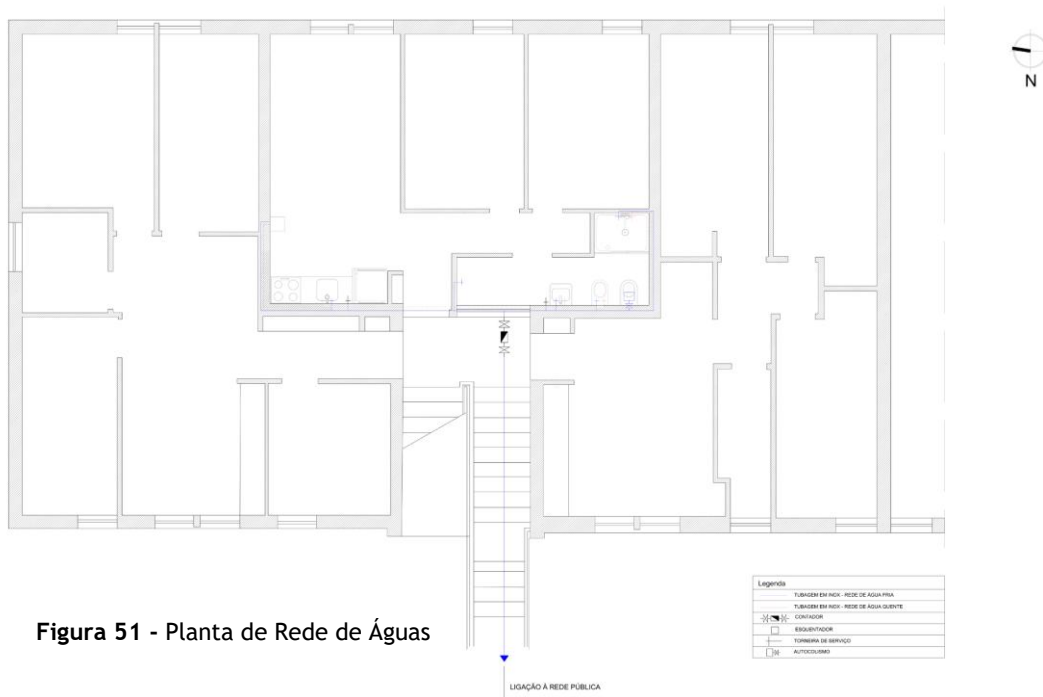 N
Legenda
TUBAGEM EM INOX - REDE DE ÁGUA FRIA
TUBAGEM EM INOX - REDE DE ÁGUA QUENTE
CONTADOR
ESQUENTADOR
TORNEIRA DE SERVIÇO
AUTOCOLISMO
Figura 51 - Planta de Rede de Águas
LIGAÇÃO À REDE PÚBLICA